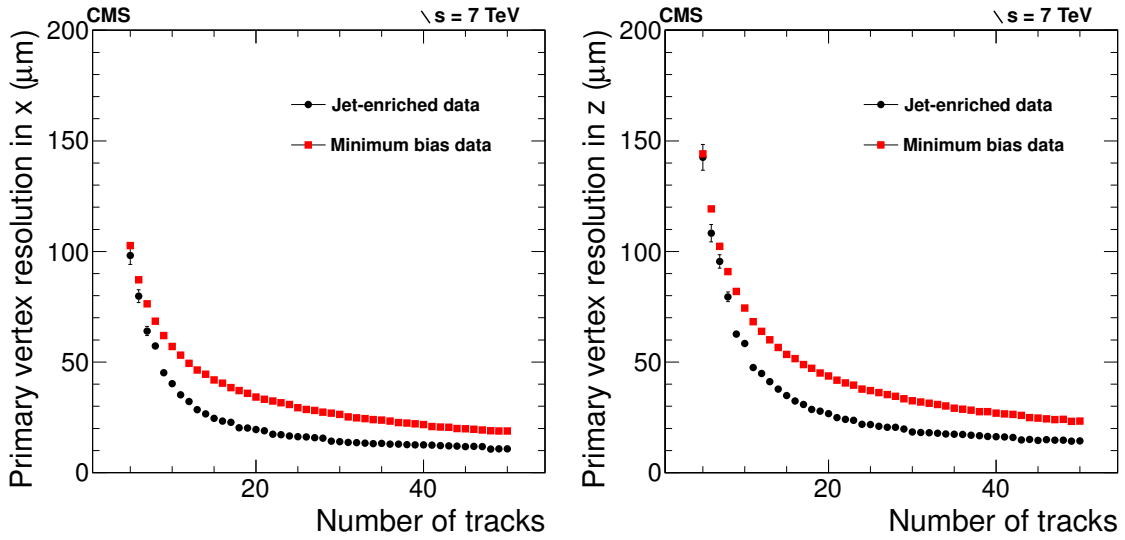 CMS
\ s = 7 TeV
200
150
100
50
0
20
40
Primary vertex resolution in x (μm)
Number of tracks
Jet-enriched data
Minimum bias data
CMS
\ s = 7 TeV
200
150
100
50
0
20
40
Primary vertex resolution in z (μm)
Number of tracks
Jet-enriched data
Minimum bias data